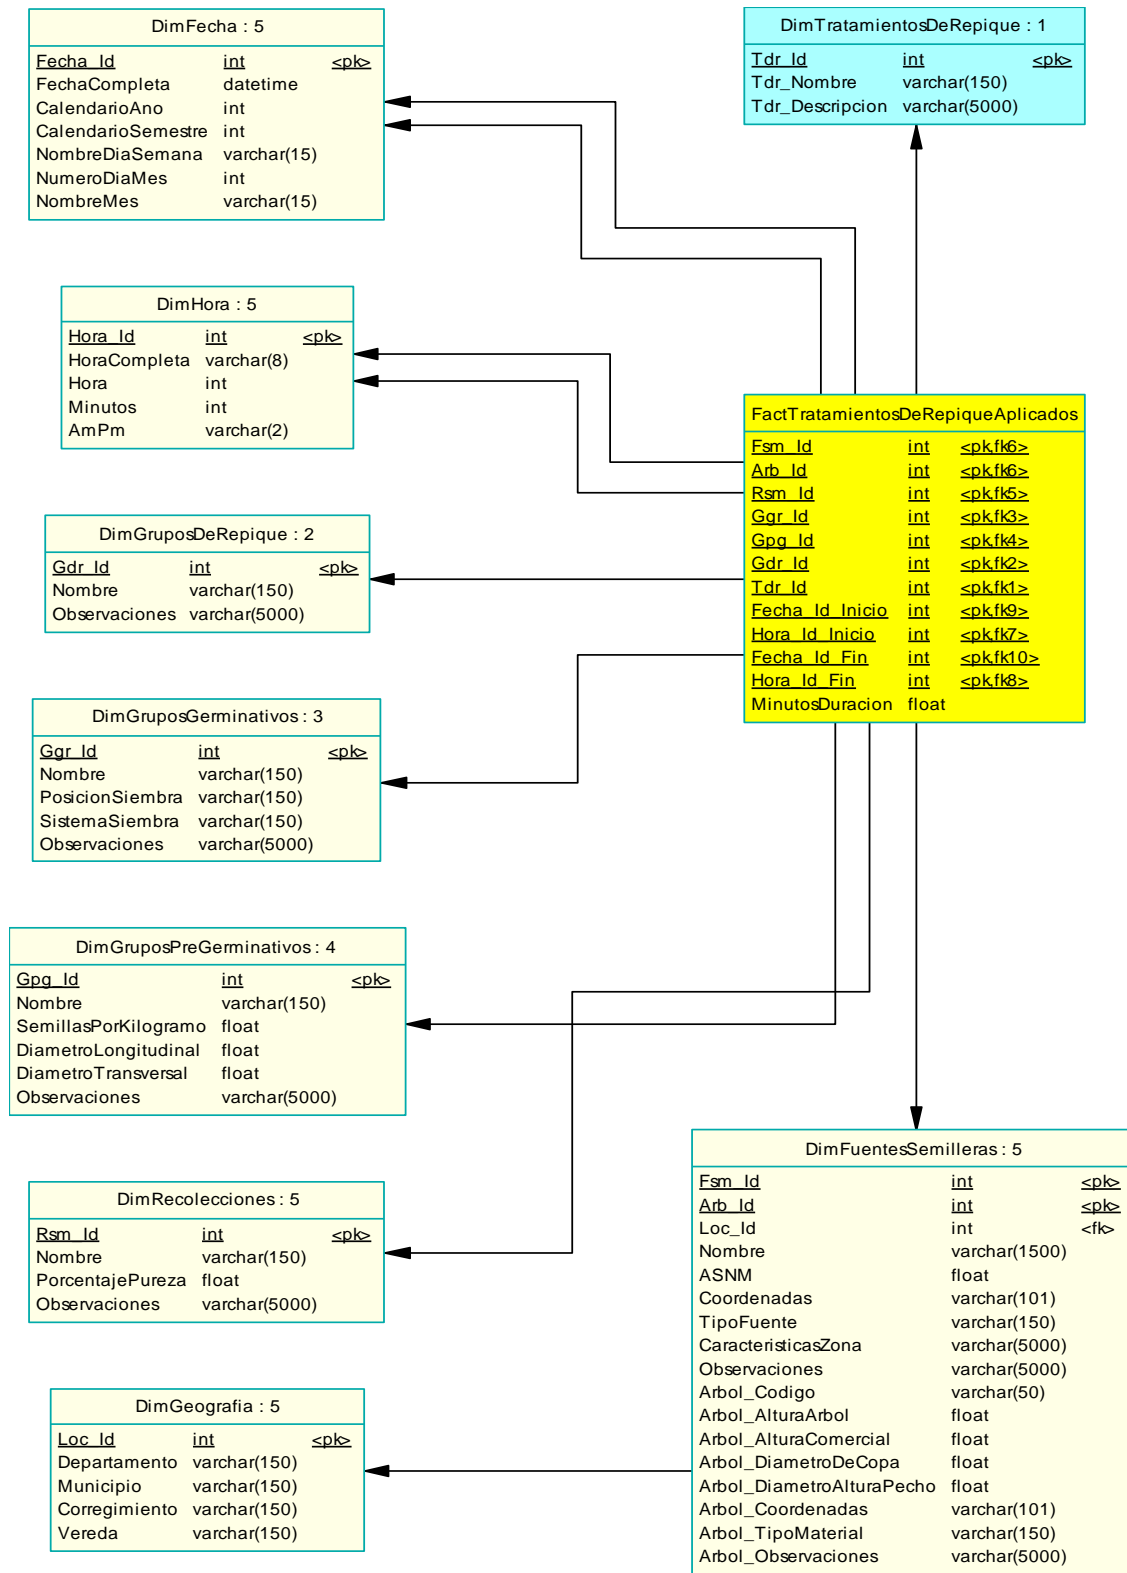 DimFecha : 5
Fecha_Id int <pk>
FechaCompleta datetime
CalendarioAno int
CalendarioSemestre int
NombreDiaSemana varchar(15)
NumeroDiaMes int
NombreMes varchar(15)
DimTratamientosDeRepique : 1
Tdr_Id int <pk>
Tdr_Nombre varchar(150)
Tdr_Descripcion varchar(5000)
DimHora : 5
Hora_Id int <pk>
HoraCompleta varchar(8)
Hora int
Minutos int
AmPm varchar(2)
FactTratamientosDeRepiqueAplicados
Fsm_Id int <pk,fk6>
Arb_Id int <pk,fk6>
Rsm_Id int <pk,fk5>
Ggr_Id int <pk,fk3>
Gpg_Id int <pk,fk4>
Gdr_Id int <pk,fk2>
Tdr_Id int <pk,fk1>
Fecha_Id_Inicio int <pk,fk9>
Hora_Id_Inicio int <pk,fk7>
Fecha_Id_Fin int <pk,fk10>
Hora_Id_Fin int <pk,fk8>
MinutosDuracion float
DimGruposDeRepique : 2
Gdr_Id int <pk>
Nombre varchar(150)
Observaciones varchar(5000)
DimGruposGerminativos : 3
Ggr_Id int <pk>
Nombre varchar(150)
PosicionSiembra varchar(150)
SistemaSiembra varchar(150)
Observaciones varchar(5000)
DimGruposPreGerminativos : 4
Gpg_Id int <pk>
Nombre varchar(150)
SemillasPorKilogramo float
DiametroLongitudinal float
DiametroTransversal float
Observaciones varchar(5000)
DimRecolecciones : 5
Rsm_Id int <pk>
Nombre varchar(150)
PorcentajePureza float
Observaciones varchar(5000)
DimGeografia : 5
Loc_Id int <pk>
Departamento varchar(150)
Municipio varchar(150)
Corregimiento varchar(150)
Vereda varchar(150)
DimFuentesSemilleras : 5
Fsm_Id int <pk>
Arb_Id int <pk>
Loc_Id int <fk>
Nombre varchar(1500)
ASNM float
Coordenadas varchar(101)
TipoFuente varchar(150)
CaracteristicasZona varchar(5000)
Observaciones varchar(5000)
Arbol_Codigo varchar(50)
Arbol_AlturaArbol float
Arbol_AlturaComercial float
Arbol_DiametroDeCopa float
Arbol_DiametroAlturaPecho float
Arbol_Coordenadas varchar(101)
Arbol_TipoMaterial varchar(150)
Arbol_Observaciones varchar(5000)